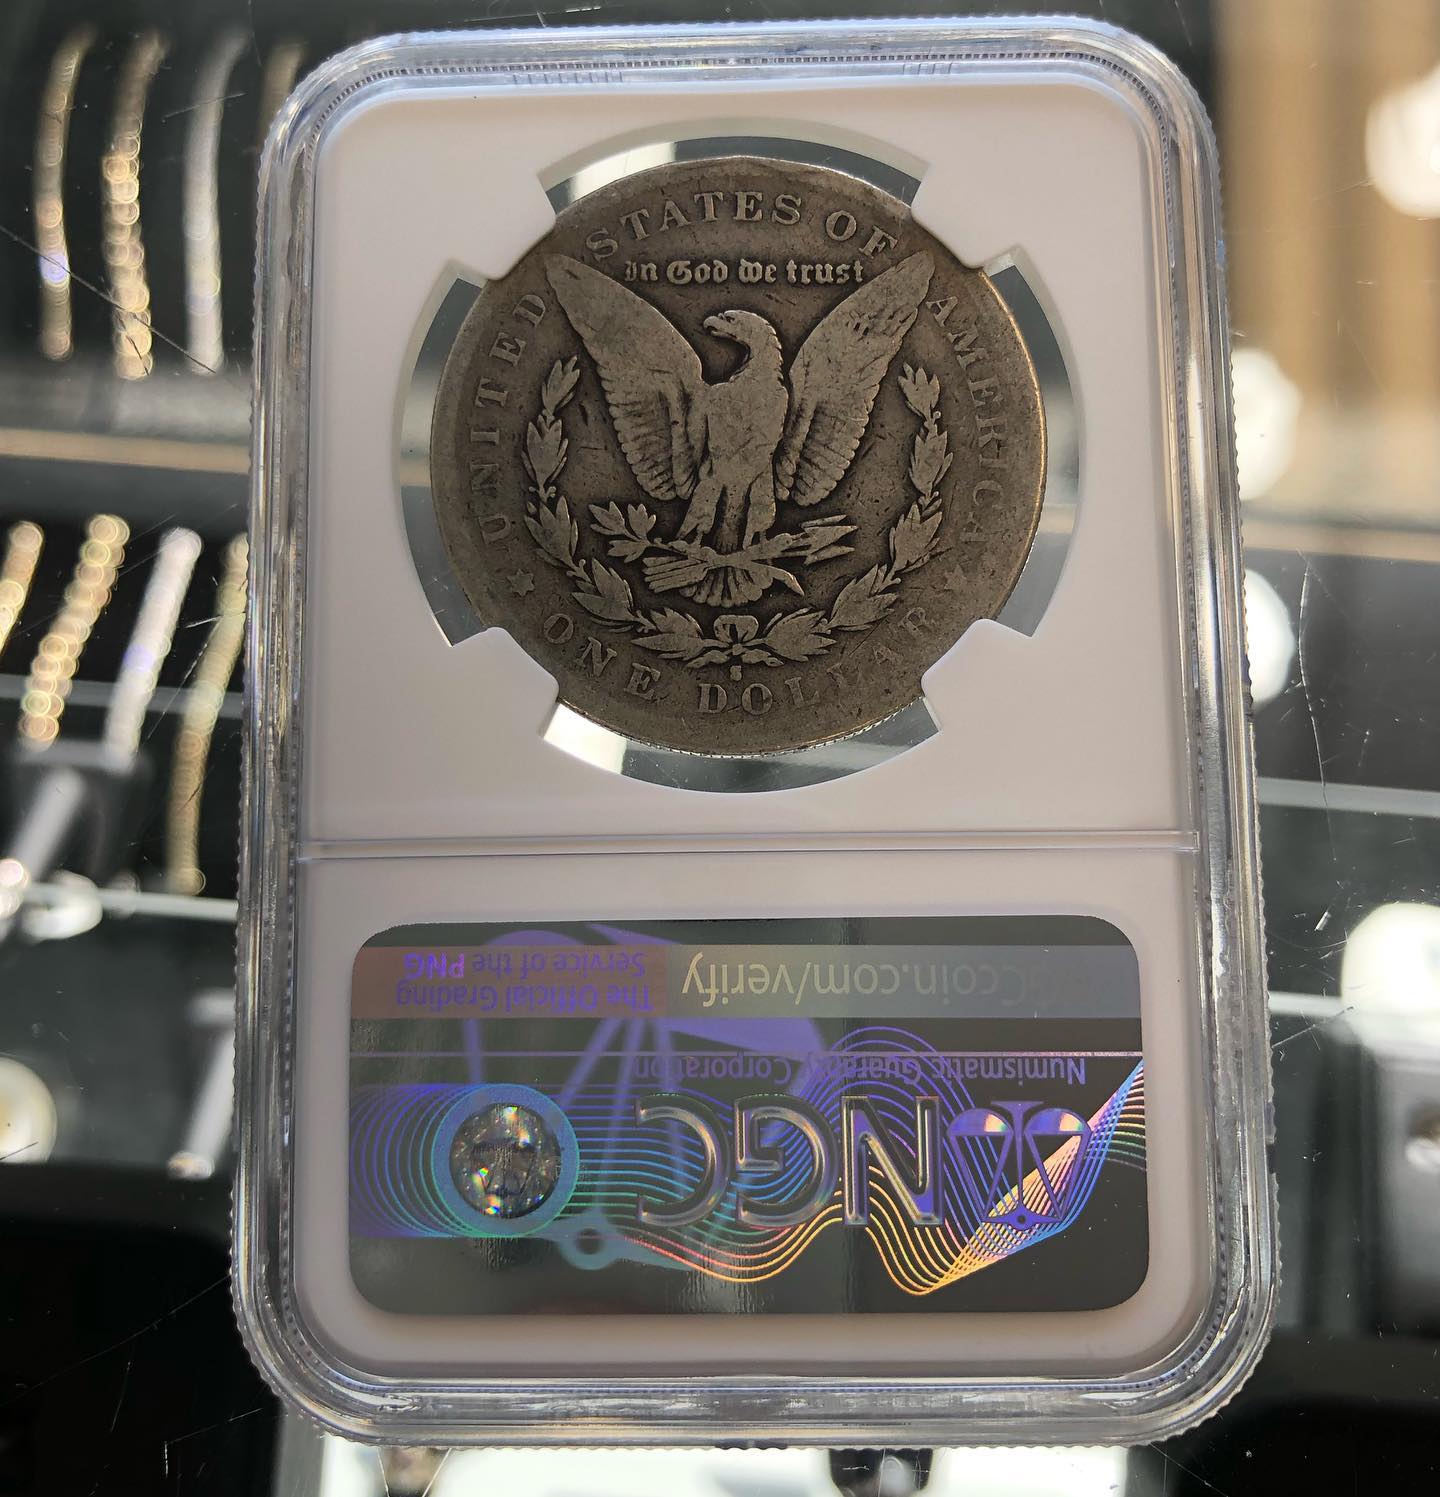 UNITED STATES OF AMERICA
In God We trust
S
ONE DOLLAR
NGC
Numismatic Guaranty Corporation
The Official Grading
Service of the PNG
Ccoin.com/verify